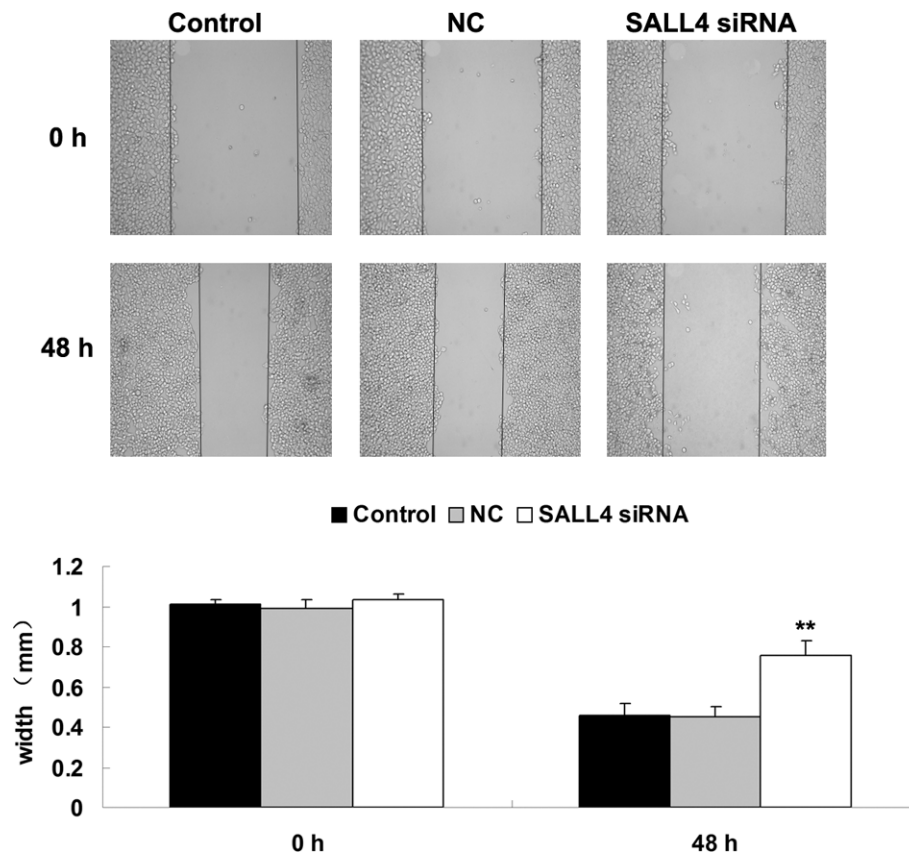 Control NC SALL4 siRNA
0 h
48 h
Control NC SALL4 siRNA
1.2
1
0.8
0.6
0.4
0.2
0
width （mm）
**
0 h 48 h